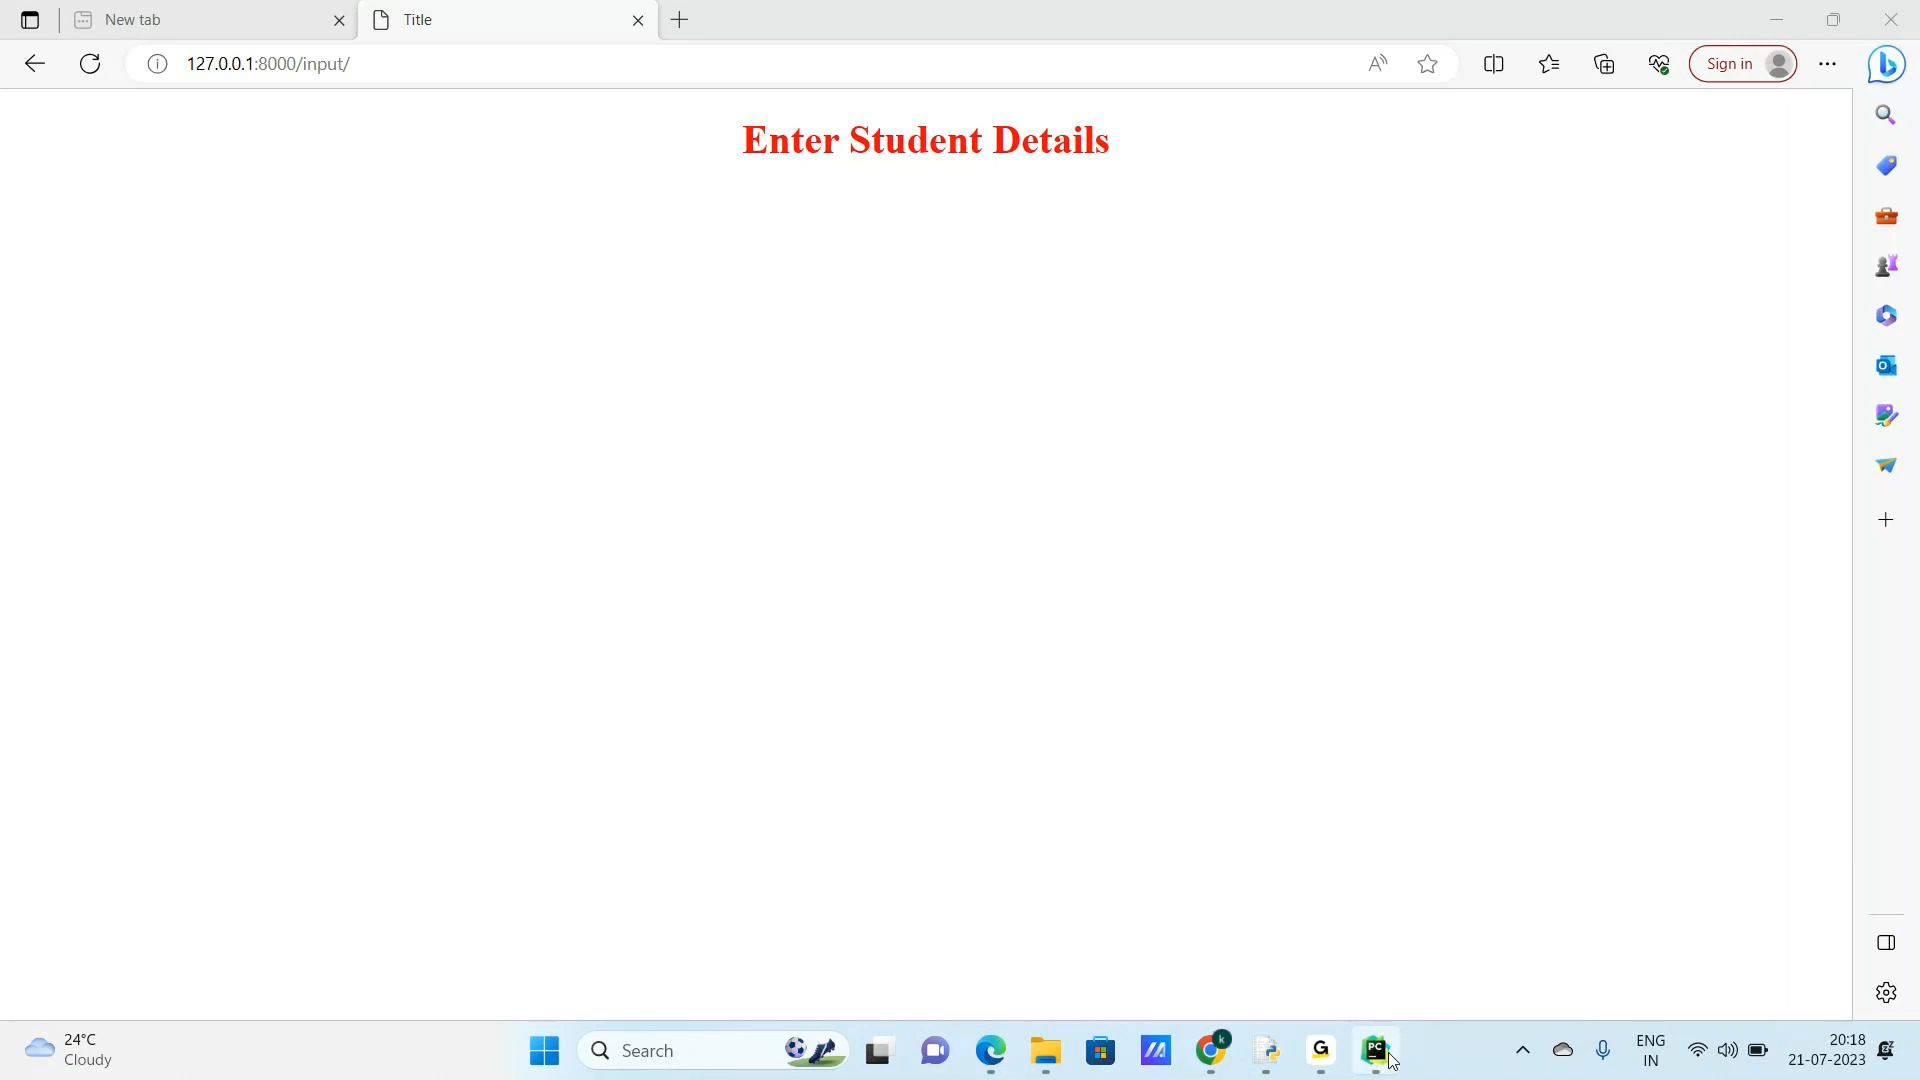 New tab
Title
127.0.0.1:8000/input/
Sign in
Enter Student Details
24°C
Cloudy
Search
k
G
PC
ENG
IN
20:18
21-07-2023